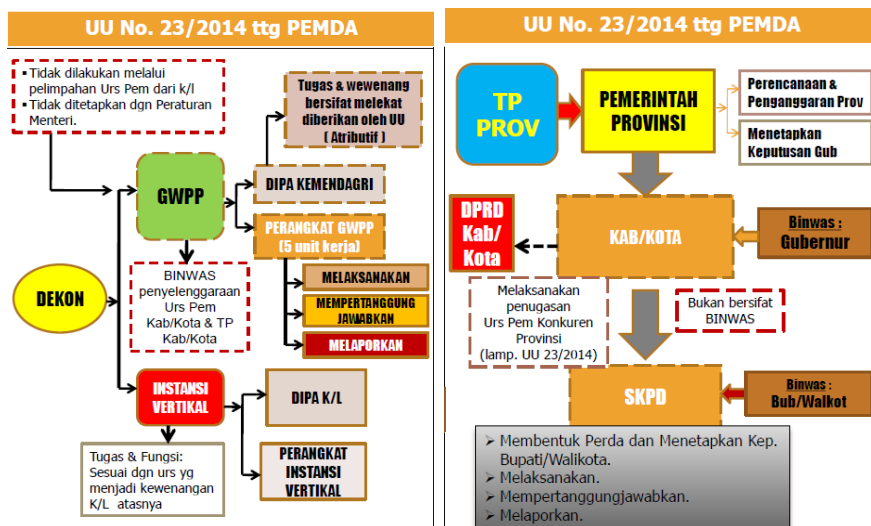 UU No. 23/2014 ttg PEMDA
• Tidak dilakukan melalui
pelimpahan Urs Pem dari k/l
• Tidak ditetapkan dgn Peraturan
Menteri.
Tugas & wewenang
bersifat melekat
diberikan oleh UU
( Atributif )
GWPP
DIPA KEMENDAGRI
PERANGKAT GWPP
(5 unit kerja)
MELAKSANAKAN
MEMPERTANGGUNG
JAWABKAN
MELAPORKAN
DEKON
BINWAS
penyelenggaraan
Urs Pem
Kab/Kota & TP
Kab/Kota
INSTANSI
VERTIKAL
DIPA K/L
PERANGKAT
INSTANSI
VERTIKAL
Tugas & Fungsi:
Sesuai dgn urs yg
menjadi kewenangan
K/L atasnya
UU No. 23/2014 ttg PEMDA
TP
PROV
PEMERINTAH
PROVINSI
Perencanaan &
Penganggaran Prov
Menetapkan
Keputusan Gub
DPRD
Kab/
Kota
KAB/KOTA
Binwas :
Gubernur
Melaksanakan
penugasan
Urs Pem Konkuren
Provinsi
(lamp. UU 23/2014)
Bukan bersifat
BINWAS
SKPD
Binwas :
Bub/Walkot
➢ Membentuk Perda dan Menetapkan Kep.
Bupati/Walikota.
➢ Melaksanakan.
➢ Mempertanggungjawabkan.
➢ Melaporkan.